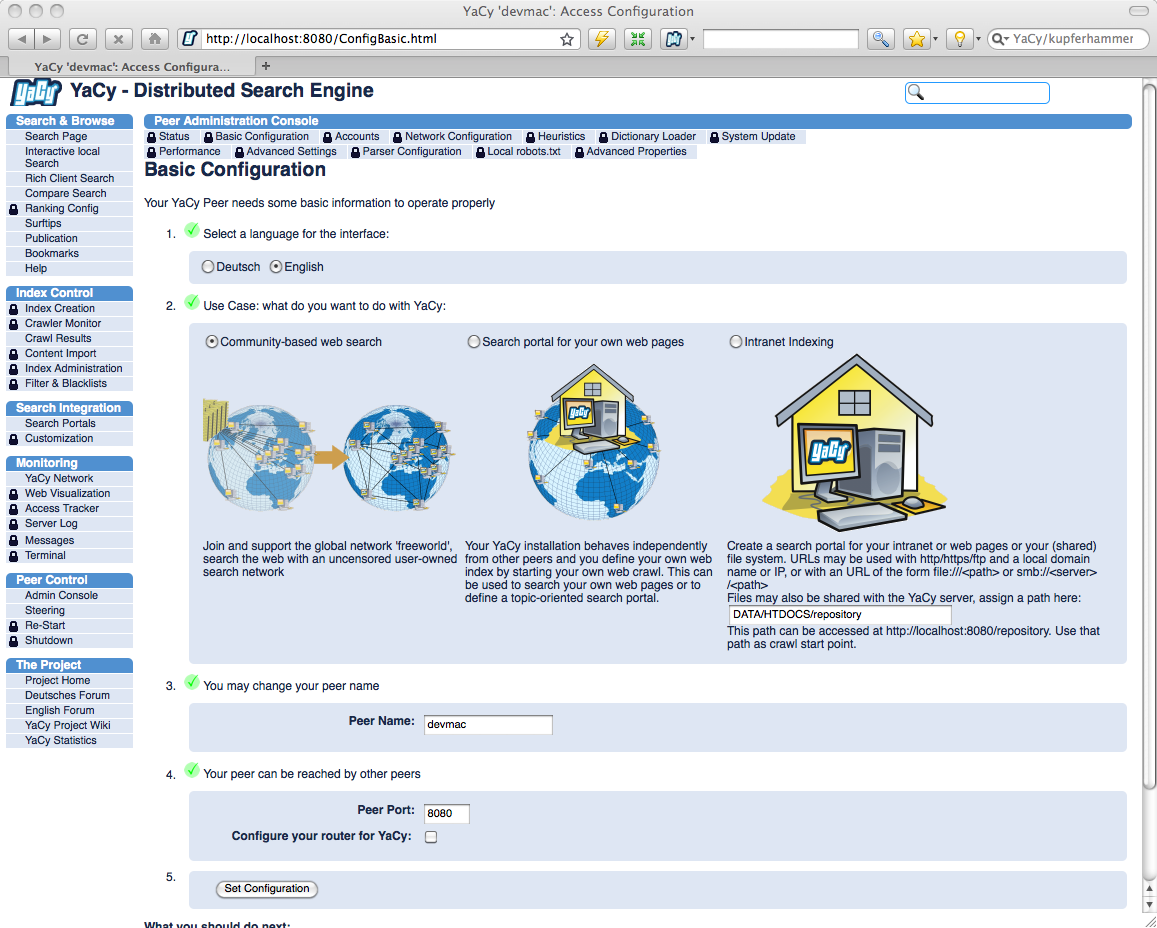 YaCy 'devmac': Access Configuration
http://localhost:8080/ConfigBasic.html
YaCy/kupferhammer
YaCy 'devmac': Access Configura...
YaCy
YaCy - Distributed Search Engine
Search & Browse
Search Page
Interactive local
Search
Rich Client Search
Compare Search
Ranking Config
Surftips
Publication
Bookmarks
Help
Index Control
Index Creation
Crawler Monitor
Crawl Results
Content Import
Index Administration
Filter & Blacklists
Search Integration
Search Portals
Customization
Monitoring
YaCy Network
Web Visualization
Access Tracker
Server Log
Messages
Terminal
Peer Control
Admin Console
Steering
Re-Start
Shutdown
The Project
Project Home
Deutsches Forum
English Forum
YaCy Project Wiki
YaCy Statistics
Peer Administration Console
Status Basic Configuration Accounts Network Configuration Heuristics Dictionary Loader System Update
Performance Advanced Settings Parser Configuration Local robots.txt Advanced Properties
Basic Configuration
Your YaCy Peer needs some basic information to operate properly
1. Select a language for the interface:
Deutsch English
2. Use Case: what do you want to do with YaCy:
Community-based web search
Join and support the global network 'freeworld',
search the web with an uncensored user-owned
search network
Search portal for your own web pages
YaCy
Your YaCy installation behaves independently
from other peers and you define your own web
index by starting your own web crawl. This can
be used to search your own web pages or to
define a topic-oriented search portal.
Intranet Indexing
YaCy
Create a search portal for your intranet or web pages or your (shared)
file system. URLs may be used with http/https/ftp and a local domain
name or IP, or with an URL of the form file:///<path> or smb://<server>
/<path>
Files may also be shared with the YaCy server, assign a path here:
DATA/HTDOCS/repository
This path can be accessed at http://localhost:8080/repository. Use that
path as crawl start point.
3. You may change your peer name
Peer Name: devmac
4. Your peer can be reached by other peers
Peer Port: 8080
Configure your router for YaCy:
5. Set Configuration
What you should do next: